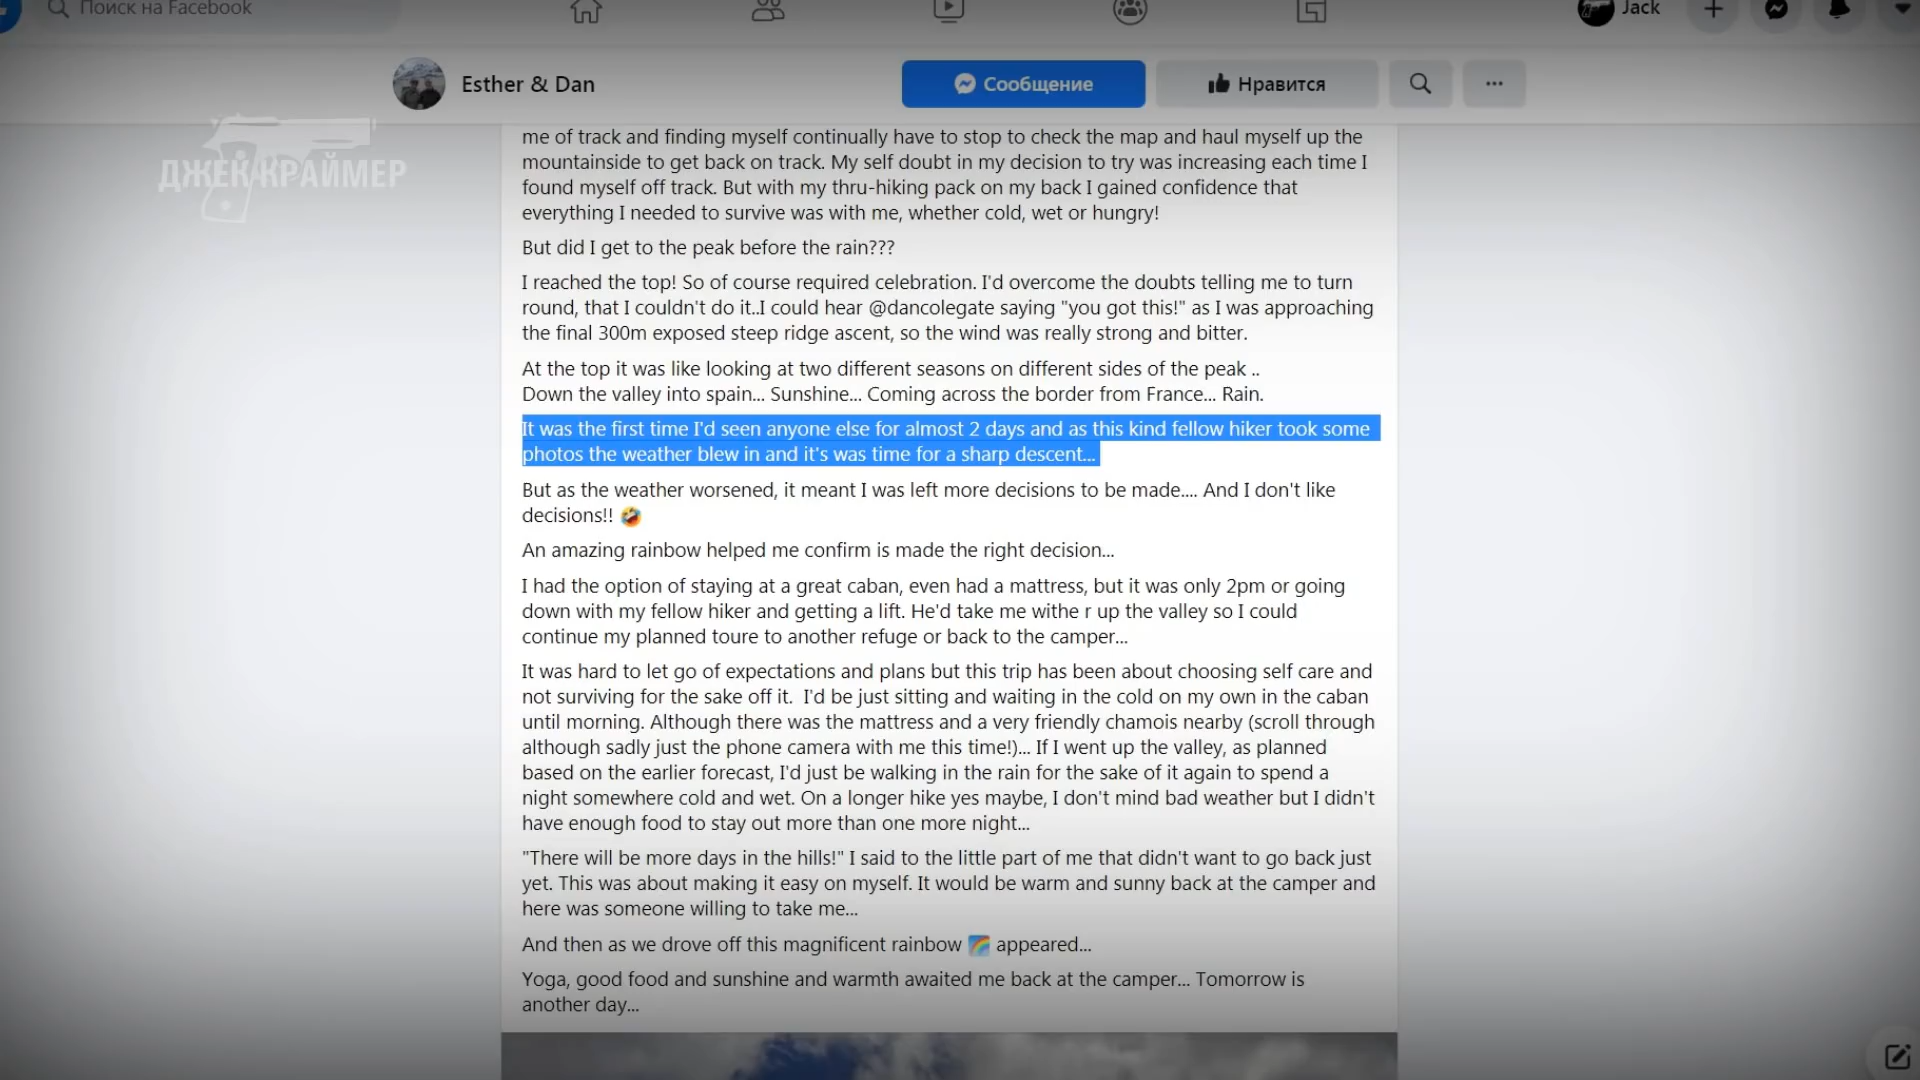 Поиск на Facebook
Jack
Esther & Dan
Сообщение
Нравится
ДЖЕК КРАЙМЕР
me of track and finding myself continually have to stop to check the map and haul myself up the
mountainside to get back on track. My self doubt in my decision to try was increasing each time I
found myself off track. But with my thru-hiking pack on my back I gained confidence that
everything I needed to survive was with me, whether cold, wet or hungry!
But did I get to the peak before the rain???
I reached the top! So of course required celebration. I'd overcome the doubts telling me to turn
round, that I couldn't do it..I could hear @dancolegate saying "you got this!" as I was approaching
the final 300m exposed steep ridge ascent, so the wind was really strong and bitter.
At the top it was like looking at two different seasons on different sides of the peak ..
Down the valley into spain... Sunshine... Coming across the border from France... Rain.
It was the first time I'd seen anyone else for almost 2 days and as this kind fellow hiker took some
photos the weather blew in and it's was time for a sharp descent...
But as the weather worsened, it meant I was left more decisions to be made.... And I don't like
decisions!! 🤣
An amazing rainbow helped me confirm is made the right decision...
I had the option of staying at a great caban, even had a mattress, but it was only 2pm or going
down with my fellow hiker and getting a lift. He'd take me withe r up the valley so I could
continue my planned toure to another refuge or back to the camper...
It was hard to let go of expectations and plans but this trip has been about choosing self care and
not surviving for the sake off it.  I'd be just sitting and waiting in the cold on my own in the caban
until morning. Although there was the mattress and a very friendly chamois nearby (scroll through
although sadly just the phone camera with me this time!)... If I went up the valley, as planned
based on the earlier forecast, I'd just be walking in the rain for the sake of it again to spend a
night somewhere cold and wet. On a longer hike yes maybe, I don't mind bad weather but I didn't
have enough food to stay out more than one more night...
"There will be more days in the hills!" I said to the little part of me that didn't want to go back just
yet. This was about making it easy on myself. It would be warm and sunny back at the camper and
here was someone willing to take me...
And then as we drove off this magnificent rainbow 🌈 appeared...
Yoga, good food and sunshine and warmth awaited me back at the camper... Tomorrow is
another day...